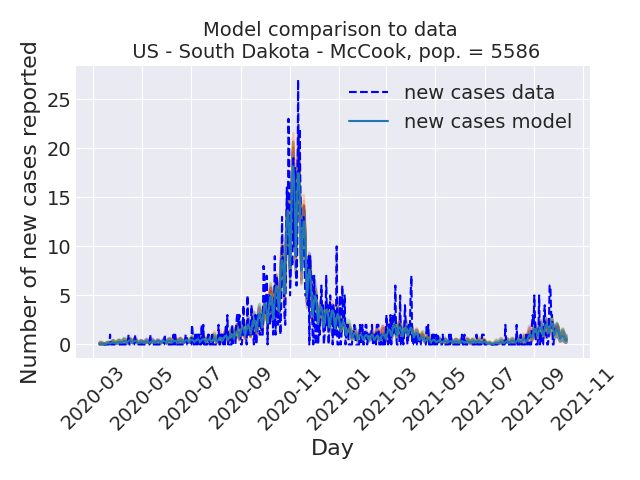 Model comparison to data
US - South Dakota - McCook, pop. = 5586
Number of new cases reported
25
20
15
10
5
0
new cases data
new cases model
2020-03
2020-05
2020-07
2020-09
2020-11
2021-01
2021-03
2021-05
2021-07
2021-09
2021-11
Day